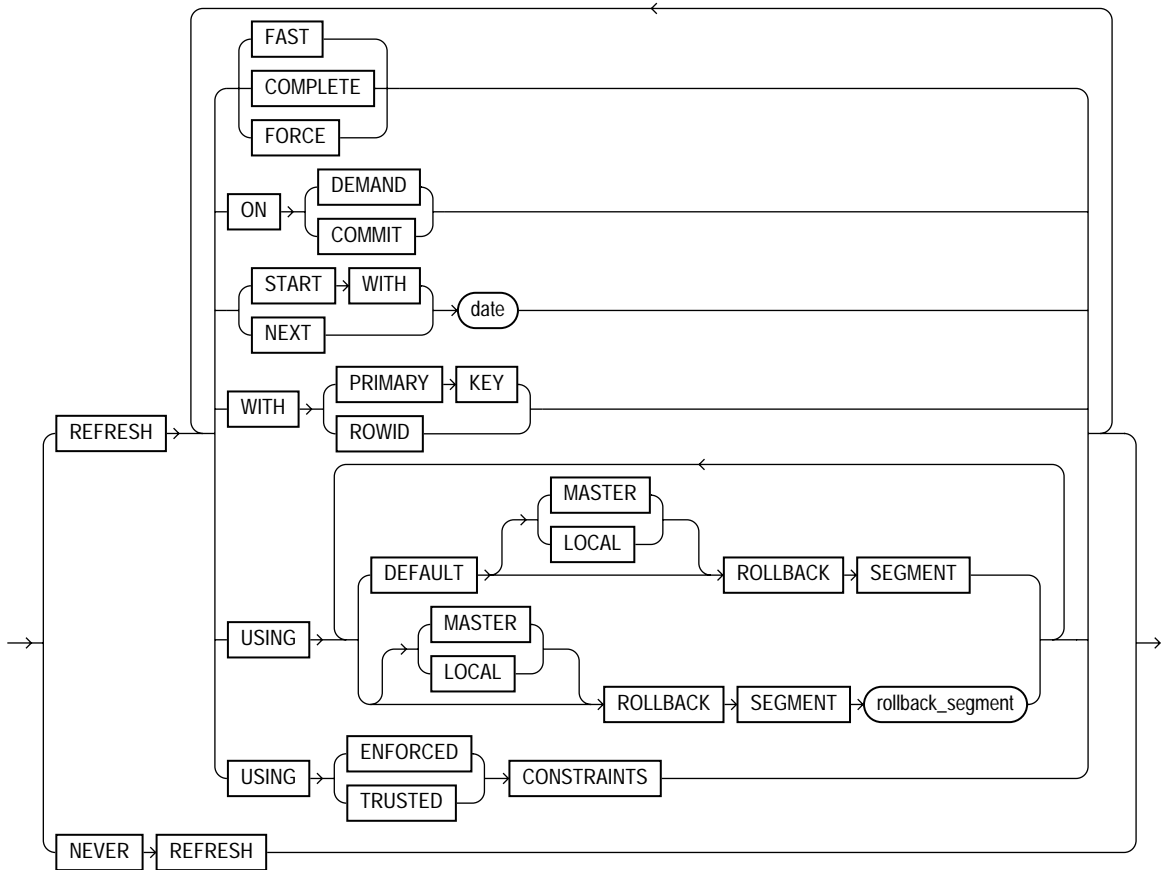 FAST
COMPLETE
FORCE
ON
DEMAND
COMMIT
START WITH
NEXT
date
WITH
PRIMARY KEY
ROWID
REFRESH
MASTER
LOCAL
DEFAULT
ROLLBACK SEGMENT
USING
MASTER
LOCAL
ROLLBACK SEGMENT rollback_segment
USING
ENFORCED
TRUSTED
CONSTRAINTS
NEVER REFRESH